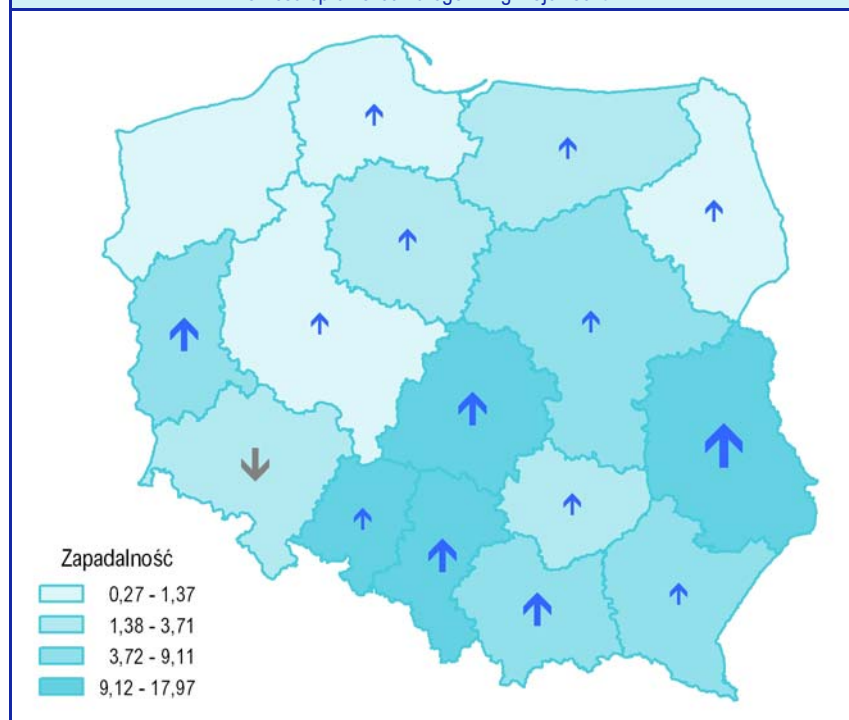 Zapadalność
0,27 - 1,37
1,38 - 3,71
3,72 - 9,11
9,12 - 17,97